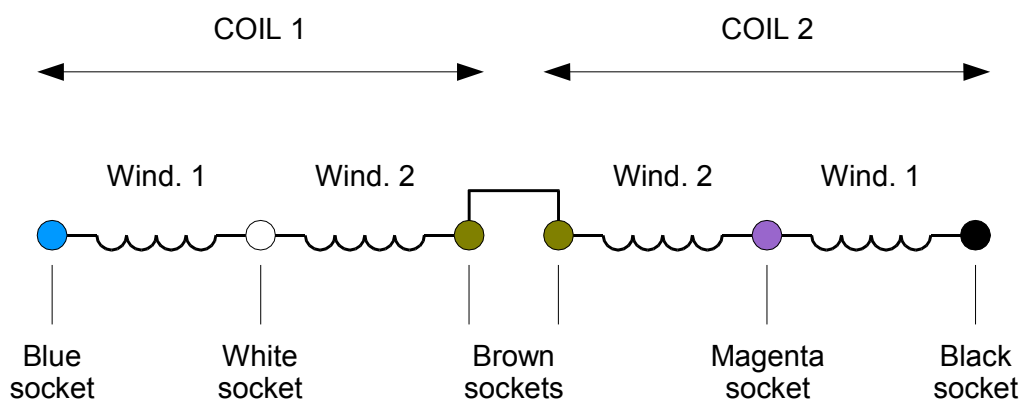 COIL 1
COIL 2
Wind. 1
Wind. 2
Wind. 2
Wind. 1
Blue
socket
White
socket
Brown
sockets
Magenta
socket
Black
socket